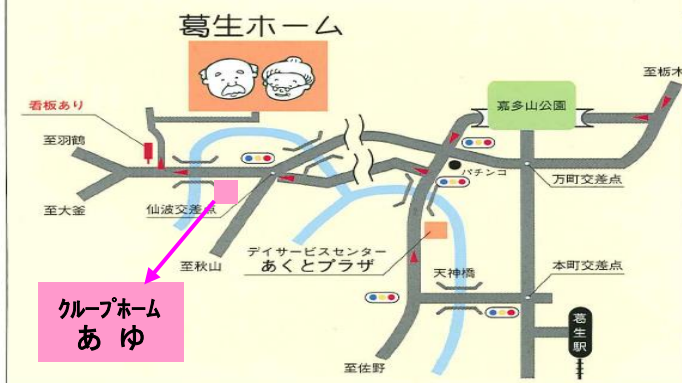 葛生ホーム
至栃木
看板あり
嘉多山公園
至羽鶴
パチンコ
万町交差点
至大釜
仙波交差点
デイサービスセンター
あくとプラザ
至秋山
天神橋
本町交差点
グループホーム
あ ゆ
葛生駅
至佐野